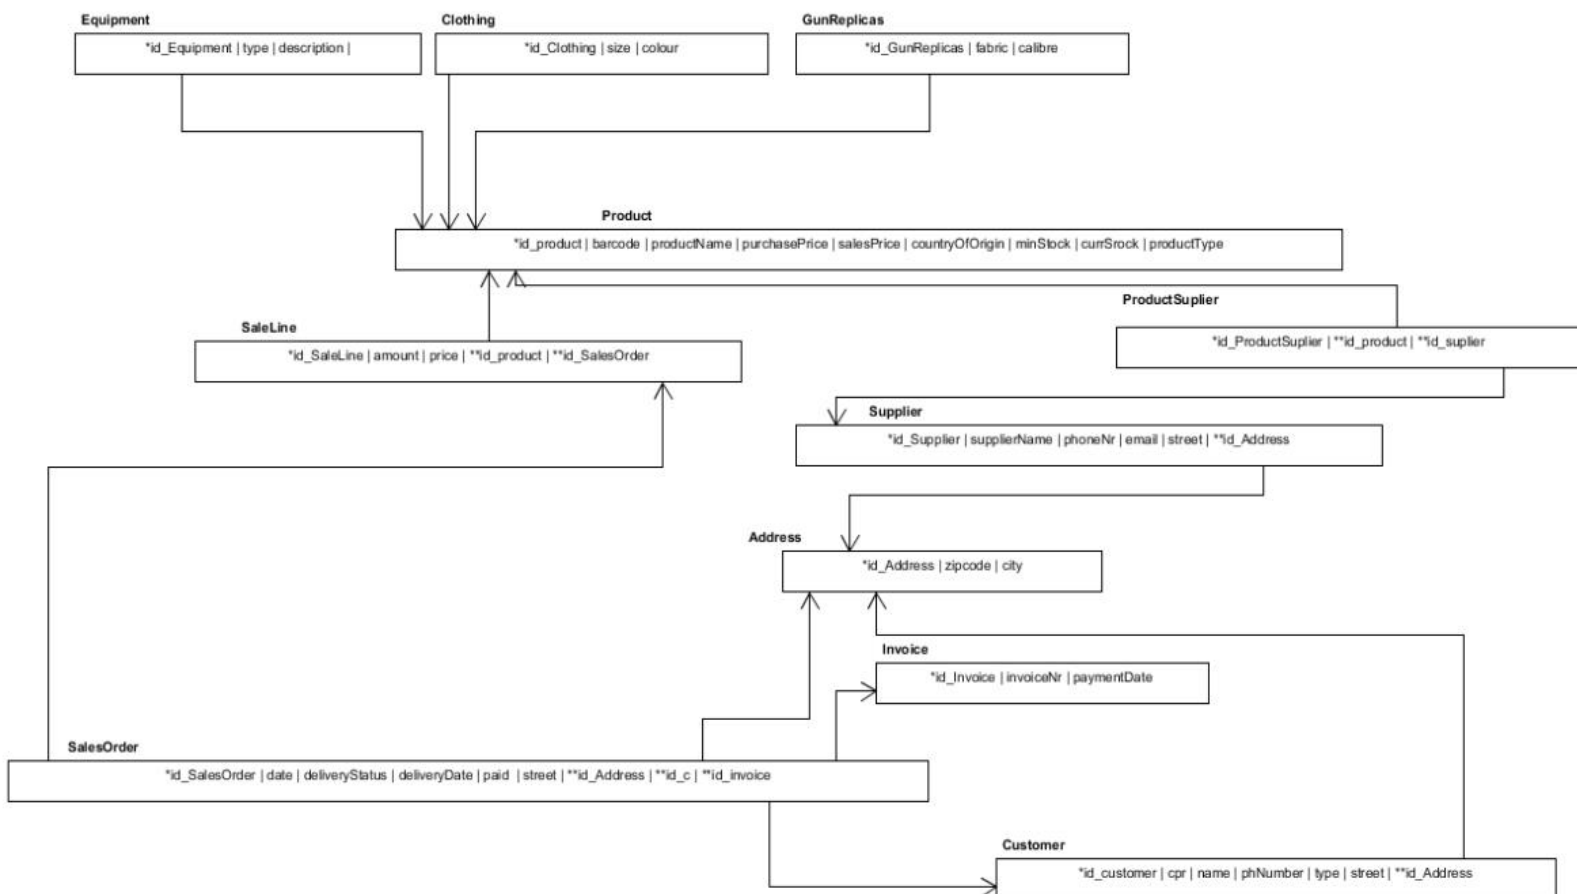 Equipment
*id_Equipment | type | description |
Clothing
*id_Clothing | size | colour
GunReplicas
*id_GunReplicas | fabric | calibre
Product
*id_product | barcode | productName | purchasePrice | salesPrice | countryOfOrigin | minStock | currSrock | productType
ProductSuplier
*id_ProductSuplier | **id_product | **id_suplier
SaleLine
*id_SaleLine | amount | price | **id_product | **id_SalesOrder
Supplier
*id_Supplier | supplierName | phoneNr | email | street | **id_Address
Address
*id_Address | zipcode | city
Invoice
*id_Invoice | invoiceNr | paymentDate
SalesOrder
*id_SalesOrder | date | deliveryStatus | deliveryDate | paid | street | **id_Address | **id_c | **id_invoice
Customer
*id_customer | cpr | name | phNumber | type | street | **id_Address